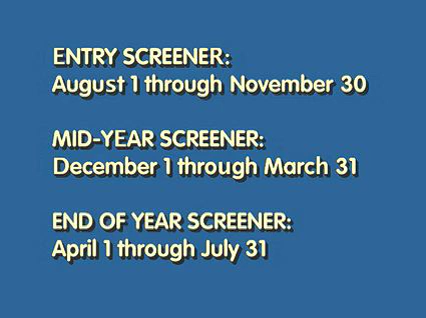 ENTRY SCREENER:
August 1 through November 30
MID-YEAR SCREENER:
December 1 through March 31
END OF YEAR SCREENER:
April 1 through July 31